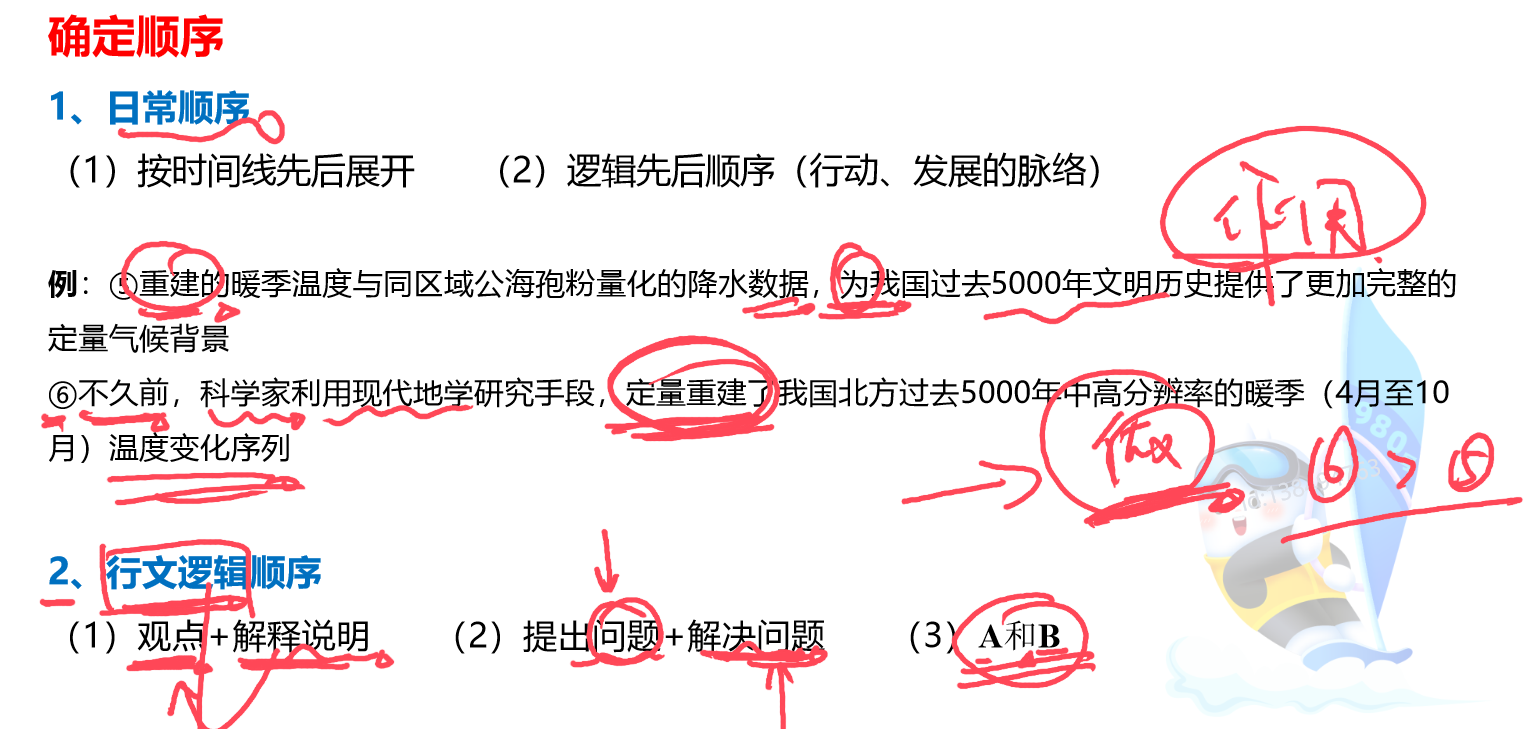 确定顺序
1、日常顺序
（1）按时间线先后展开 （2）逻辑先后顺序（行动、发展的脉络）
作用
例：⑤重建的暖季温度与同区域公海孢粉量化的降水数据，为我国过去5000年文明历史提供了更加完整的
定量气候背景
⑥不久前，科学家利用现代地学研究手段，定量重建了我国北方过去5000年中高分辨率的暖季（4月至10
月）温度变化序列
做
⑥>⑤
2、行文逻辑顺序
（1）观点+解释说明 （2）提出问题+解决问题 （3）A和B